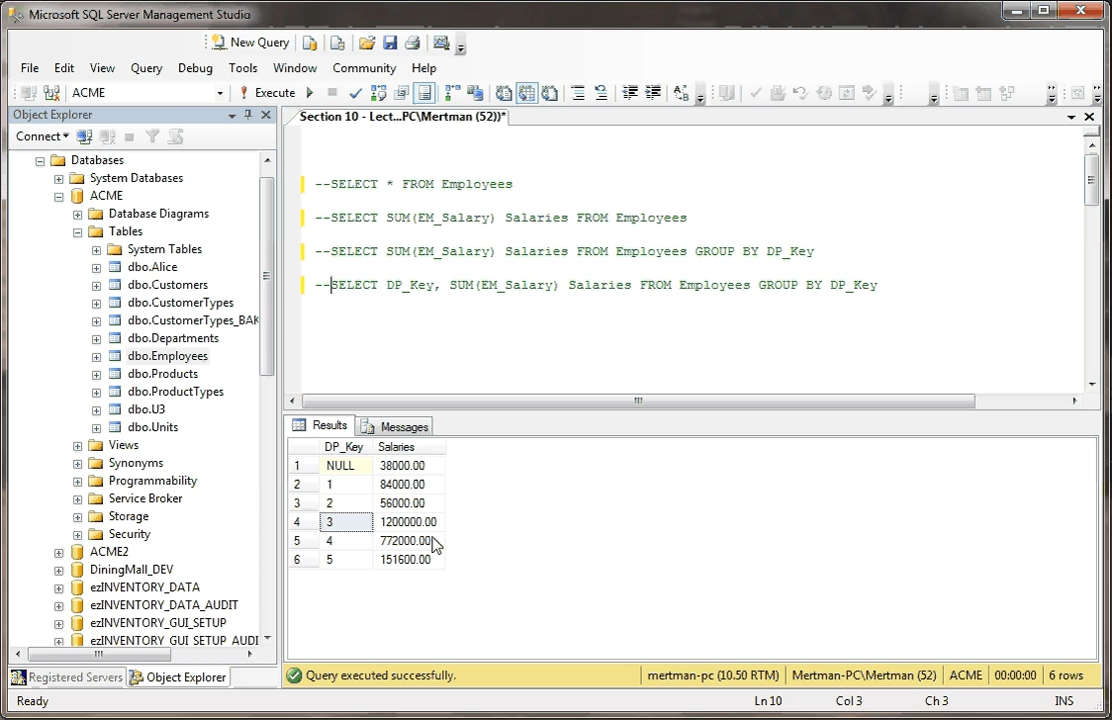 Microsoft SQL Server Management Studio
New Query
File Edit View Query Debug Tools Window Community Help
ACME Execute
Object Explorer
Connect
Databases
System Databases
ACME
Database Diagrams
Tables
System Tables
dbo.Alice
dbo.Customers
dbo.CustomerTypes
dbo.CustomerTypes_BAK
dbo.Departments
dbo.Employees
dbo.Products
dbo.ProductTypes
dbo.U3
dbo.Units
Views
Synonyms
Programmability
Service Broker
Storage
Security
ACME2
DiningMall_DEV
ezINVENTORY_DATA
ezINVENTORY_DATA_AUDIT
ezINVENTORY_GUI_SETUP
ezINVENTORY_GUI_SETUP_AUDI
Registered Servers Object Explorer
Section 10 - Lect...PC\Mertman (52))*
--SELECT * FROM Employees
--SELECT SUM(EM_Salary) Salaries FROM Employees
--SELECT SUM(EM_Salary) Salaries FROM Employees GROUP BY DP_Key
--SELECT DP_Key, SUM(EM_Salary) Salaries FROM Employees GROUP BY DP_Key
Results Messages
DP_Key Salaries
1 NULL 38000.00
2 1 84000.00
3 2 56000.00
4 3 1200000.00
5 4 772000.00
6 5 151600.00
Query executed successfully. mertman-pc (10.50 RTM) Mertman-PC\Mertman (52) ACME 00:00:00 6 rows
Ready Ln 10 Col 3 Ch 3 INS